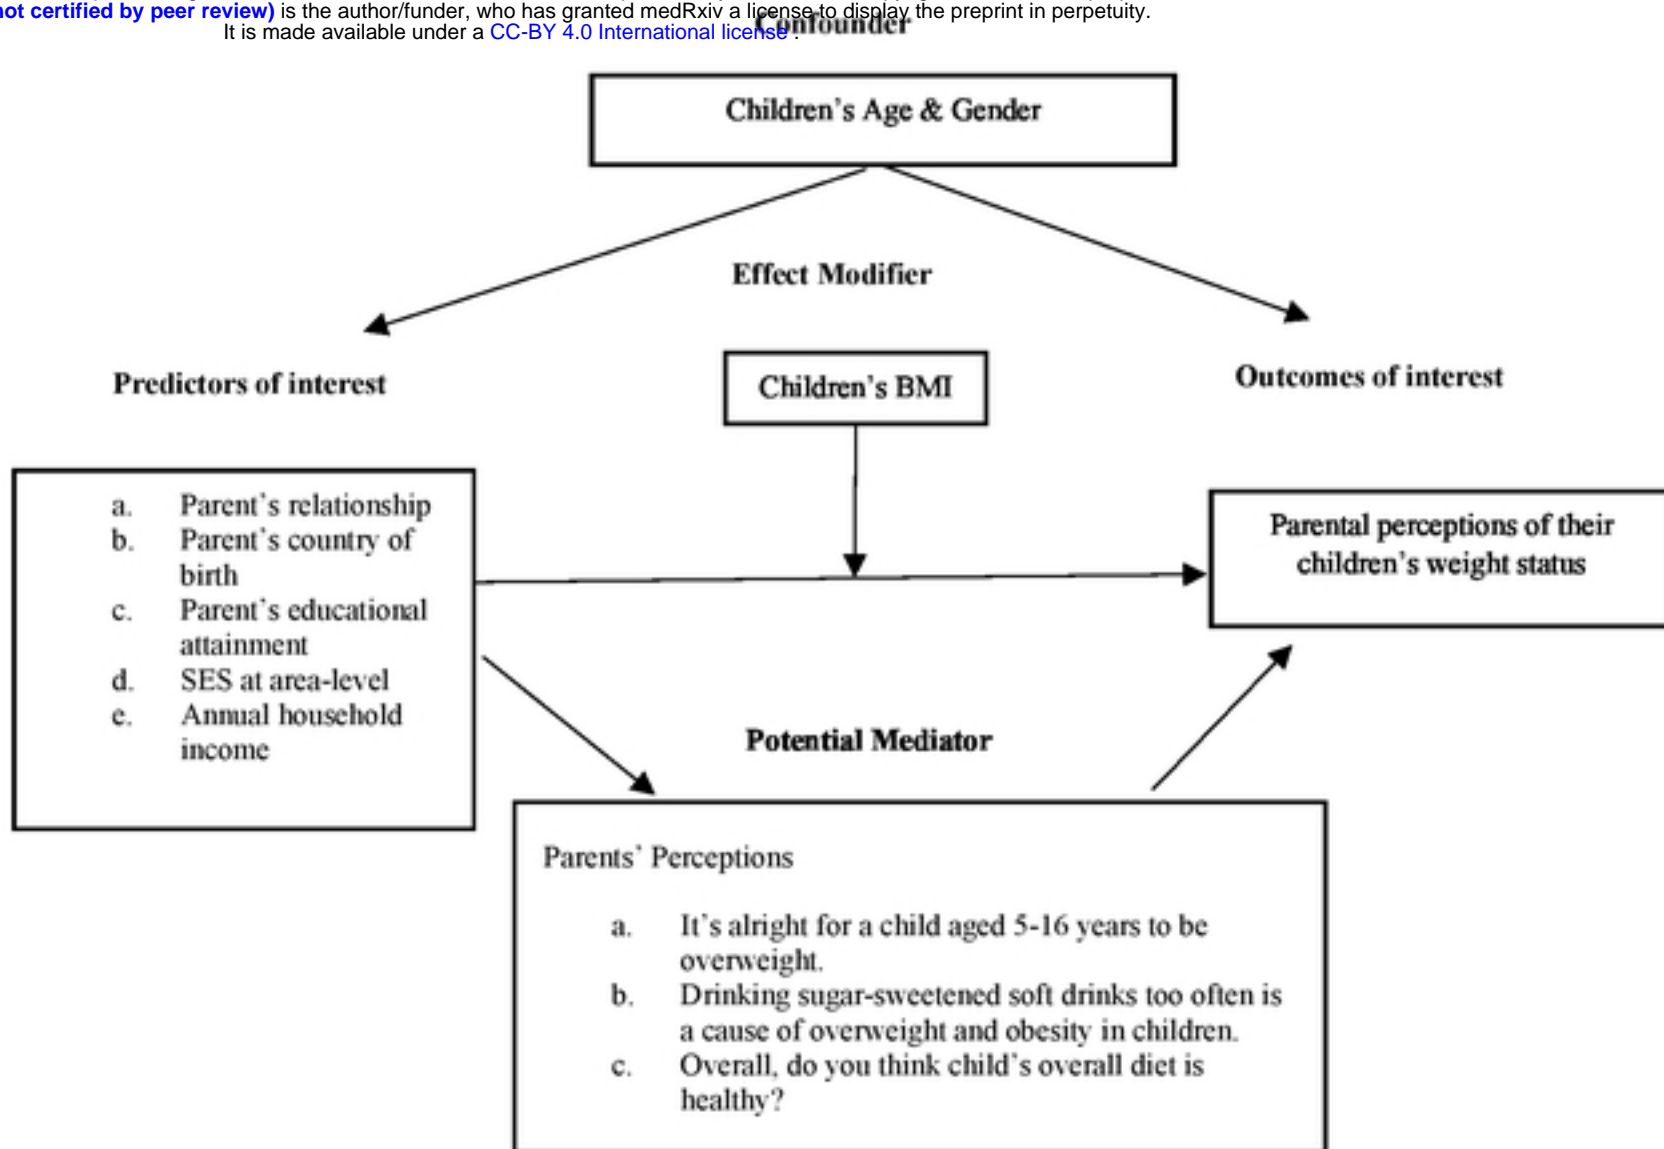 not certified by peer review) is the author/funder, who has granted medRxiv a license to display the preprint in perpetuity.
It is made available under a CC-BY 4.0 International license .
Confounder
Children's Age & Gender
Effect Modifier
Predictors of interest
Children's BMI
Outcomes of interest
a. Parent's relationship
b. Parent's country of
birth
c. Parent's educational
attainment
d. SES at area-level
e. Annual household
income
Parental perceptions of their
children's weight status
Potential Mediator
Parents' Perceptions
a. It's alright for a child aged 5-16 years to be
overweight.
b. Drinking sugar-sweetened soft drinks too often is
a cause of overweight and obesity in children.
c. Overall, do you think child's overall diet is
healthy?